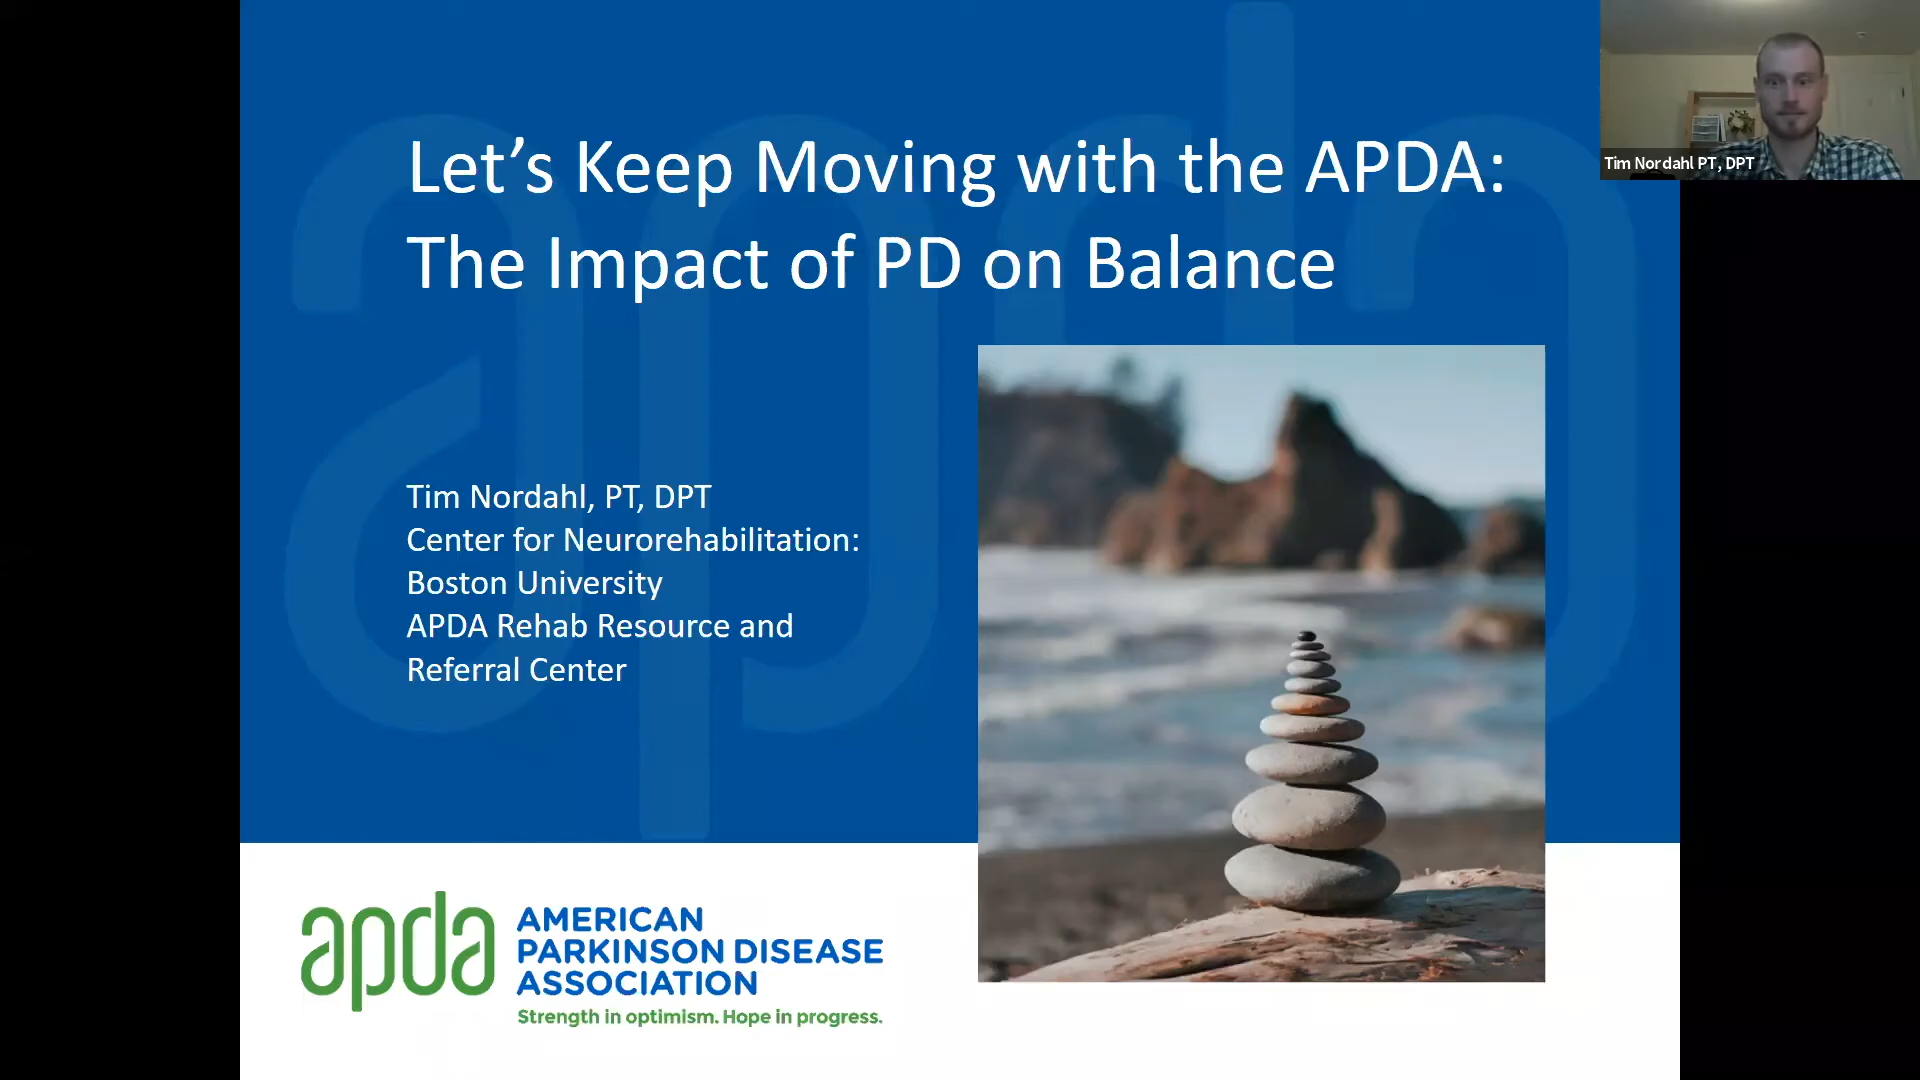 Let’s Keep Moving with the APDA:
The Impact of PD on Balance
Tim Nordahl PT, DPT
Tim Nordahl, PT, DPT
Center for Neurorehabilitation:
Boston University
APDA Rehab Resource and
Referral Center
apda
AMERICAN
PARKINSON DISEASE
ASSOCIATION
Strength in optimism. Hope in progress.